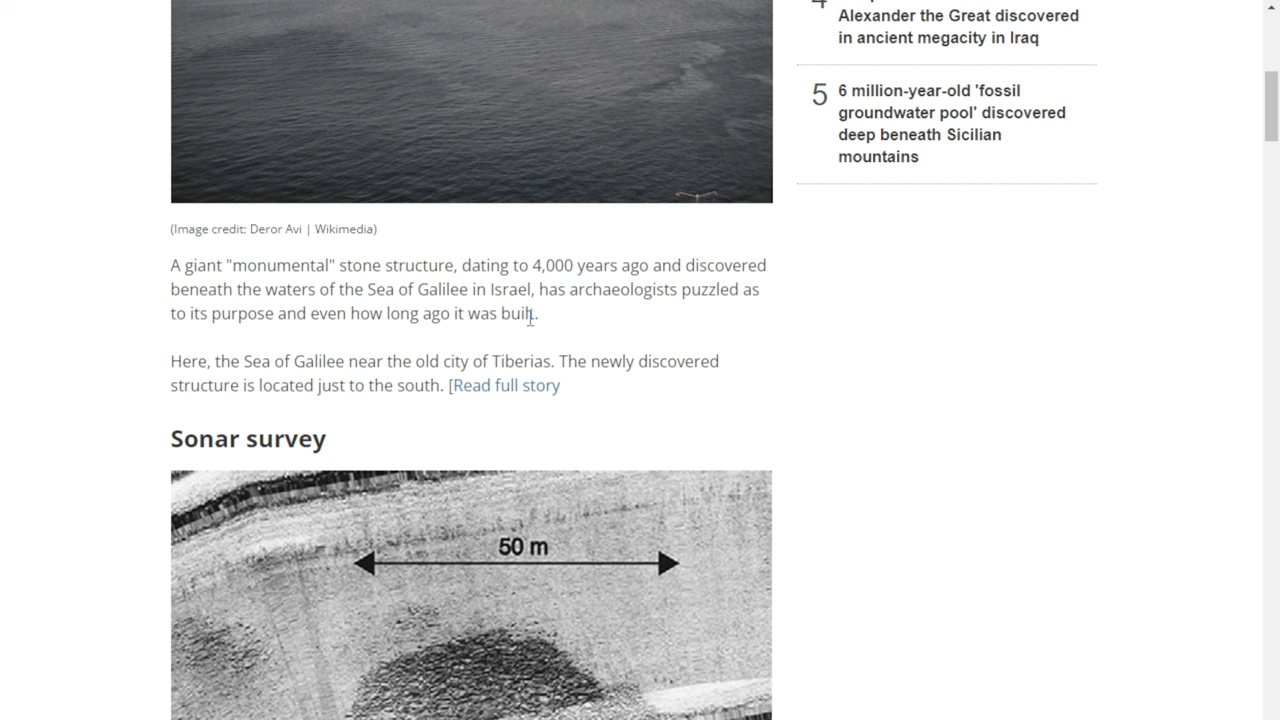 Alexander the Great discovered
in ancient megacity in Iraq
5
6 million-year-old 'fossil
groundwater pool' discovered
deep beneath Sicilian
mountains
(Image credit: Deror Avi | Wikimedia)
A giant "monumental" stone structure, dating to 4,000 years ago and discovered
beneath the waters of the Sea of Galilee in Israel, has archaeologists puzzled as
to its purpose and even how long ago it was built.
Here, the Sea of Galilee near the old city of Tiberias. The newly discovered
structure is located just to the south. [Read full story
Sonar survey
50 m